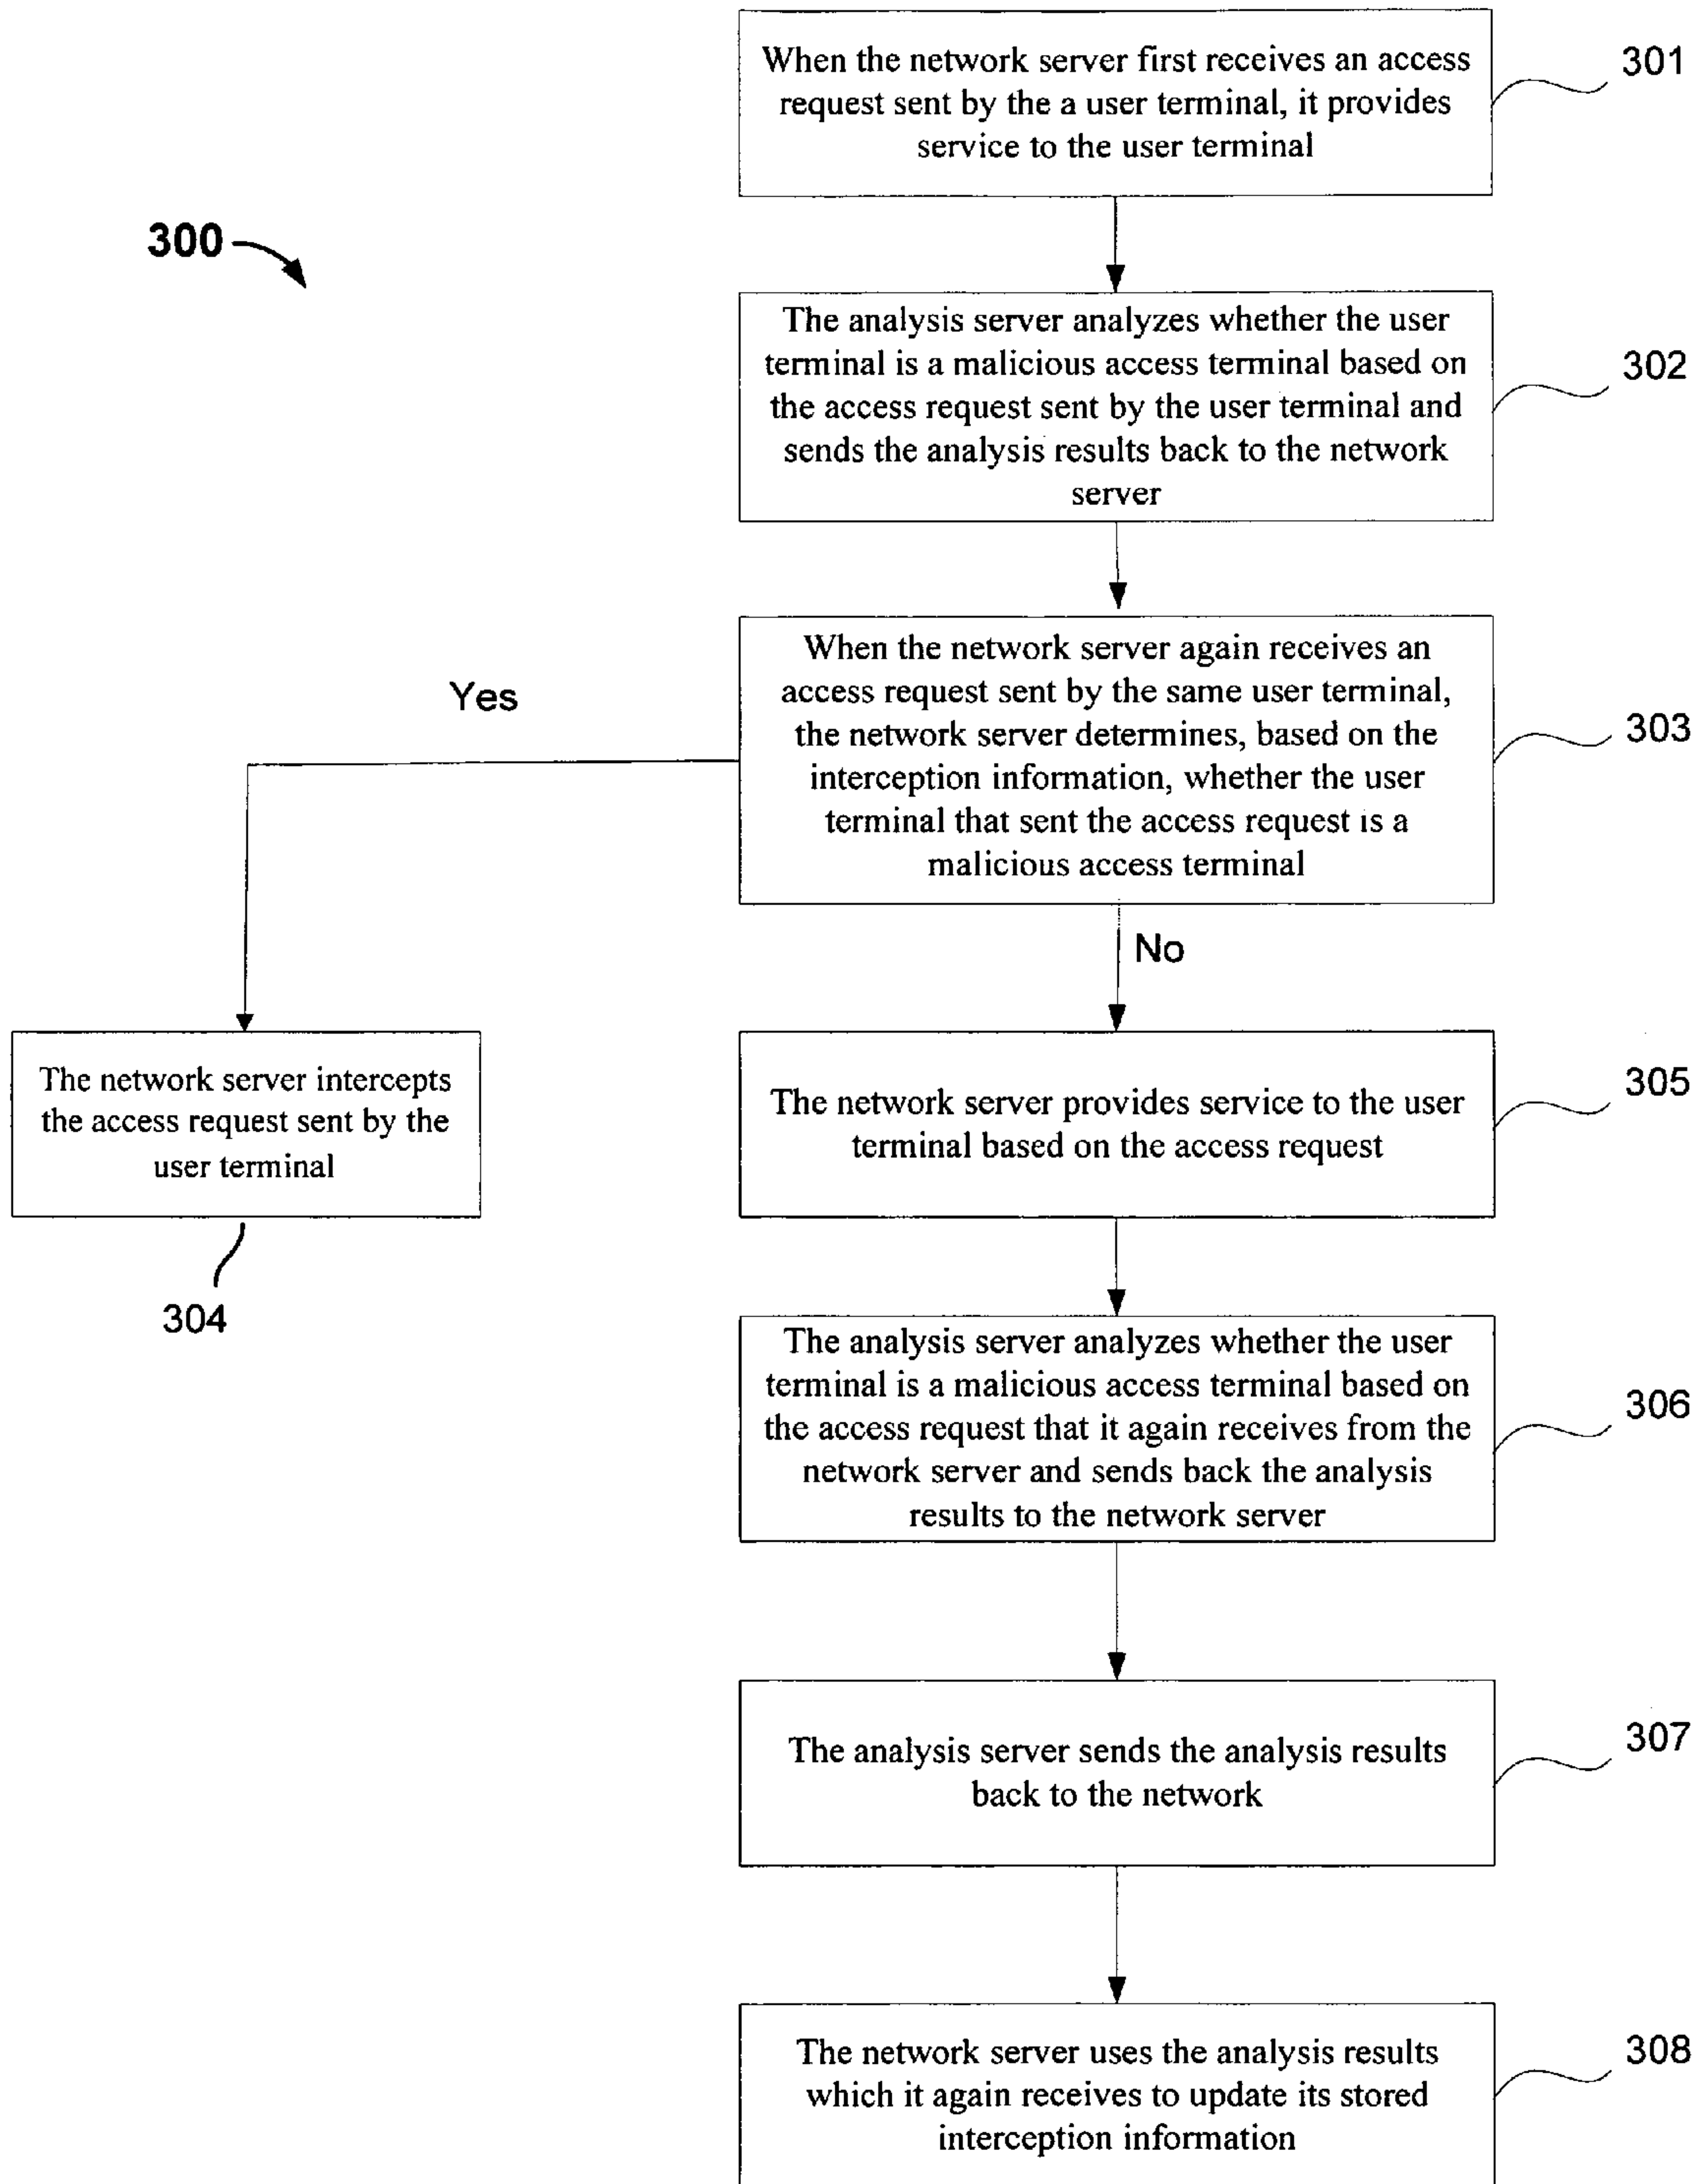 When the network server first receives an access
request sent by the a user terminal, it provides
service to the user terminal
301
300
The analysis server analyzes whether the user
terminal is a malicious access terminal based on
the access request sent by the user terminal and
sends the analysis results back to the network
server
302
When the network server again receives an
access request sent by the same user terminal,
the network server determines, based on the
interception information, whether the user
terminal that sent the access request is a
malicious access terminal
303
Yes
No
The network server intercepts
the access request sent by the
user terminal
304
The network server provides service to the user
terminal based on the access request
305
The analysis server analyzes whether the user
terminal is a malicious access terminal based on
the access request that it again receives from the
network server and sends back the analysis
results to the network server
306
The analysis server sends the analysis results
back to the network
307
The network server uses the analysis results
which it again receives to update its stored
interception information
308